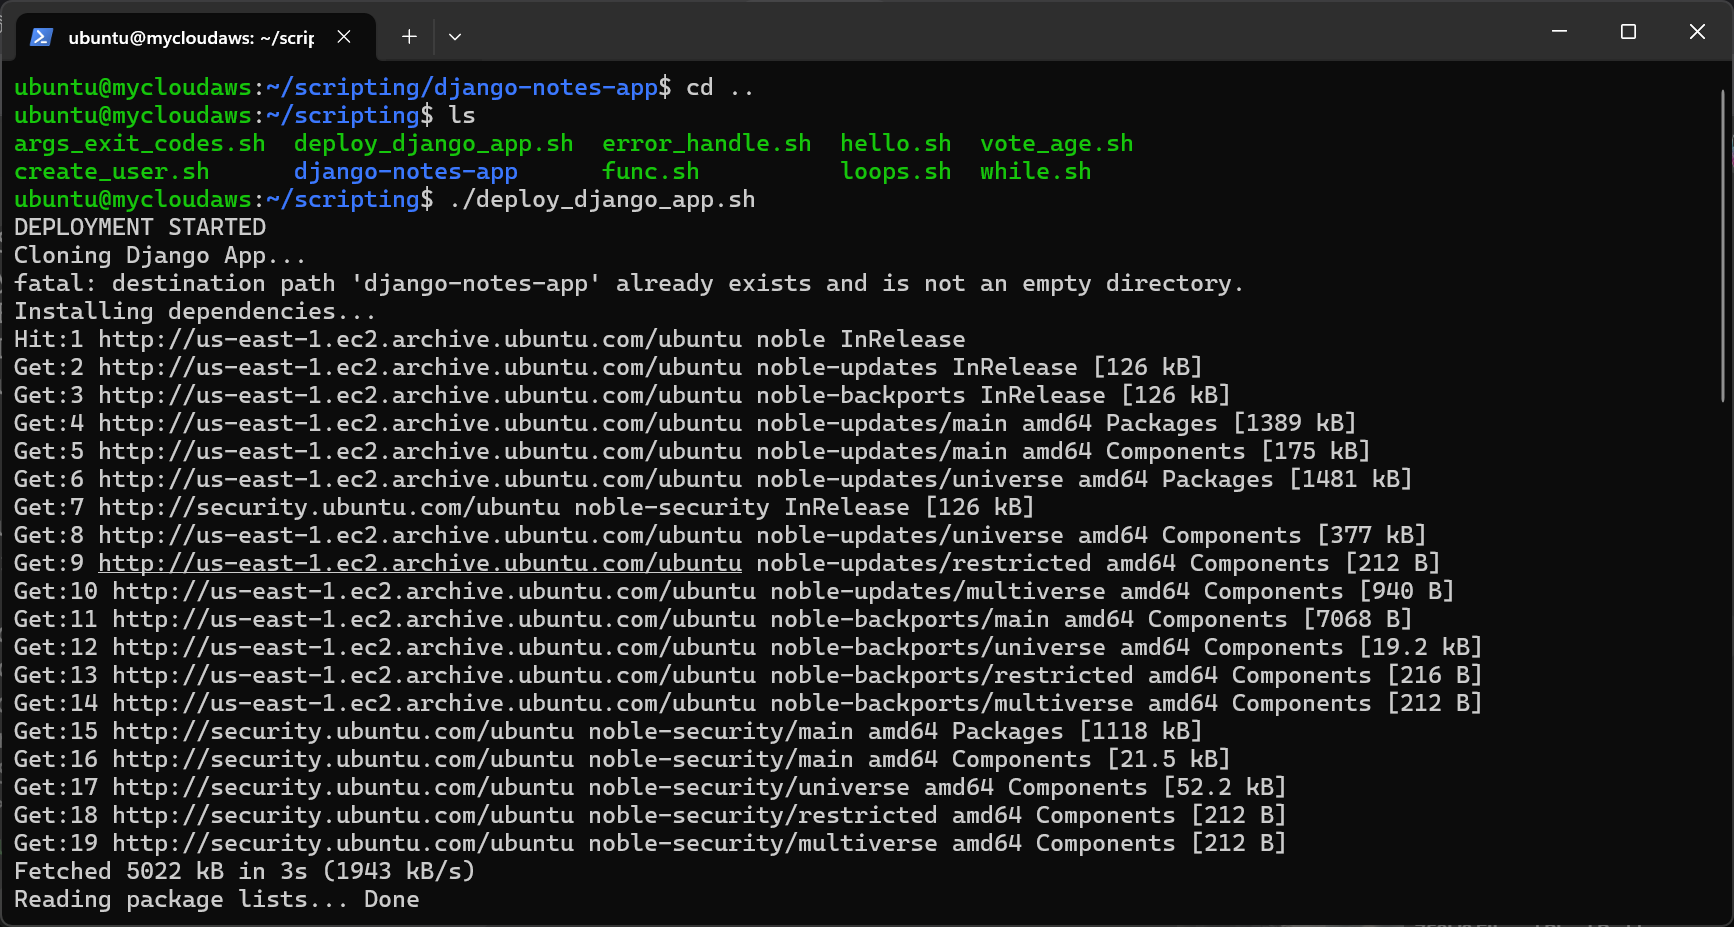 ubuntu@mycloudaws: ~/scrip
ubuntu@mycloudaws:~/scripting/django-notes-app$ cd ..
ubuntu@mycloudaws:~/scripting$ ls
args_exit_codes.sh  deploy_django_app.sh  error_handle.sh  hello.sh  vote_age.sh
create_user.sh      django-notes-app      func.sh          loops.sh  while.sh
ubuntu@mycloudaws:~/scripting$ ./deploy_django_app.sh
DEPLOYMENT STARTED
Cloning Django App...
fatal: destination path 'django-notes-app' already exists and is not an empty directory.
Installing dependencies...
Hit:1 http://us-east-1.ec2.archive.ubuntu.com/ubuntu noble InRelease
Get:2 http://us-east-1.ec2.archive.ubuntu.com/ubuntu noble-updates InRelease [126 kB]
Get:3 http://us-east-1.ec2.archive.ubuntu.com/ubuntu noble-backports InRelease [126 kB]
Get:4 http://us-east-1.ec2.archive.ubuntu.com/ubuntu noble-updates/main amd64 Packages [1389 kB]
Get:5 http://us-east-1.ec2.archive.ubuntu.com/ubuntu noble-updates/main amd64 Components [175 kB]
Get:6 http://us-east-1.ec2.archive.ubuntu.com/ubuntu noble-updates/universe amd64 Packages [1481 kB]
Get:7 http://security.ubuntu.com/ubuntu noble-security InRelease [126 kB]
Get:8 http://us-east-1.ec2.archive.ubuntu.com/ubuntu noble-updates/universe amd64 Components [377 kB]
Get:9 http://us-east-1.ec2.archive.ubuntu.com/ubuntu noble-updates/restricted amd64 Components [212 B]
Get:10 http://us-east-1.ec2.archive.ubuntu.com/ubuntu noble-updates/multiverse amd64 Components [940 B]
Get:11 http://us-east-1.ec2.archive.ubuntu.com/ubuntu noble-backports/main amd64 Components [7068 B]
Get:12 http://us-east-1.ec2.archive.ubuntu.com/ubuntu noble-backports/universe amd64 Components [19.2 kB]
Get:13 http://us-east-1.ec2.archive.ubuntu.com/ubuntu noble-backports/restricted amd64 Components [216 B]
Get:14 http://us-east-1.ec2.archive.ubuntu.com/ubuntu noble-backports/multiverse amd64 Components [212 B]
Get:15 http://security.ubuntu.com/ubuntu noble-security/main amd64 Packages [1118 kB]
Get:16 http://security.ubuntu.com/ubuntu noble-security/main amd64 Components [21.5 kB]
Get:17 http://security.ubuntu.com/ubuntu noble-security/universe amd64 Components [52.2 kB]
Get:18 http://security.ubuntu.com/ubuntu noble-security/restricted amd64 Components [212 B]
Get:19 http://security.ubuntu.com/ubuntu noble-security/multiverse amd64 Components [212 B]
Fetched 5022 kB in 3s (1943 kB/s)
Reading package lists... Done